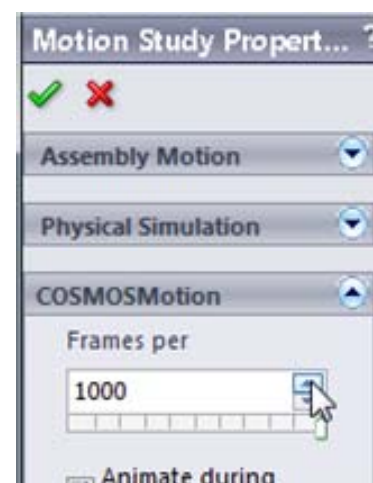 Motion Study Propert... ?
Assembly Motion
Physical Simulation
COSMOSMotion
Frames per
1000
Animate during